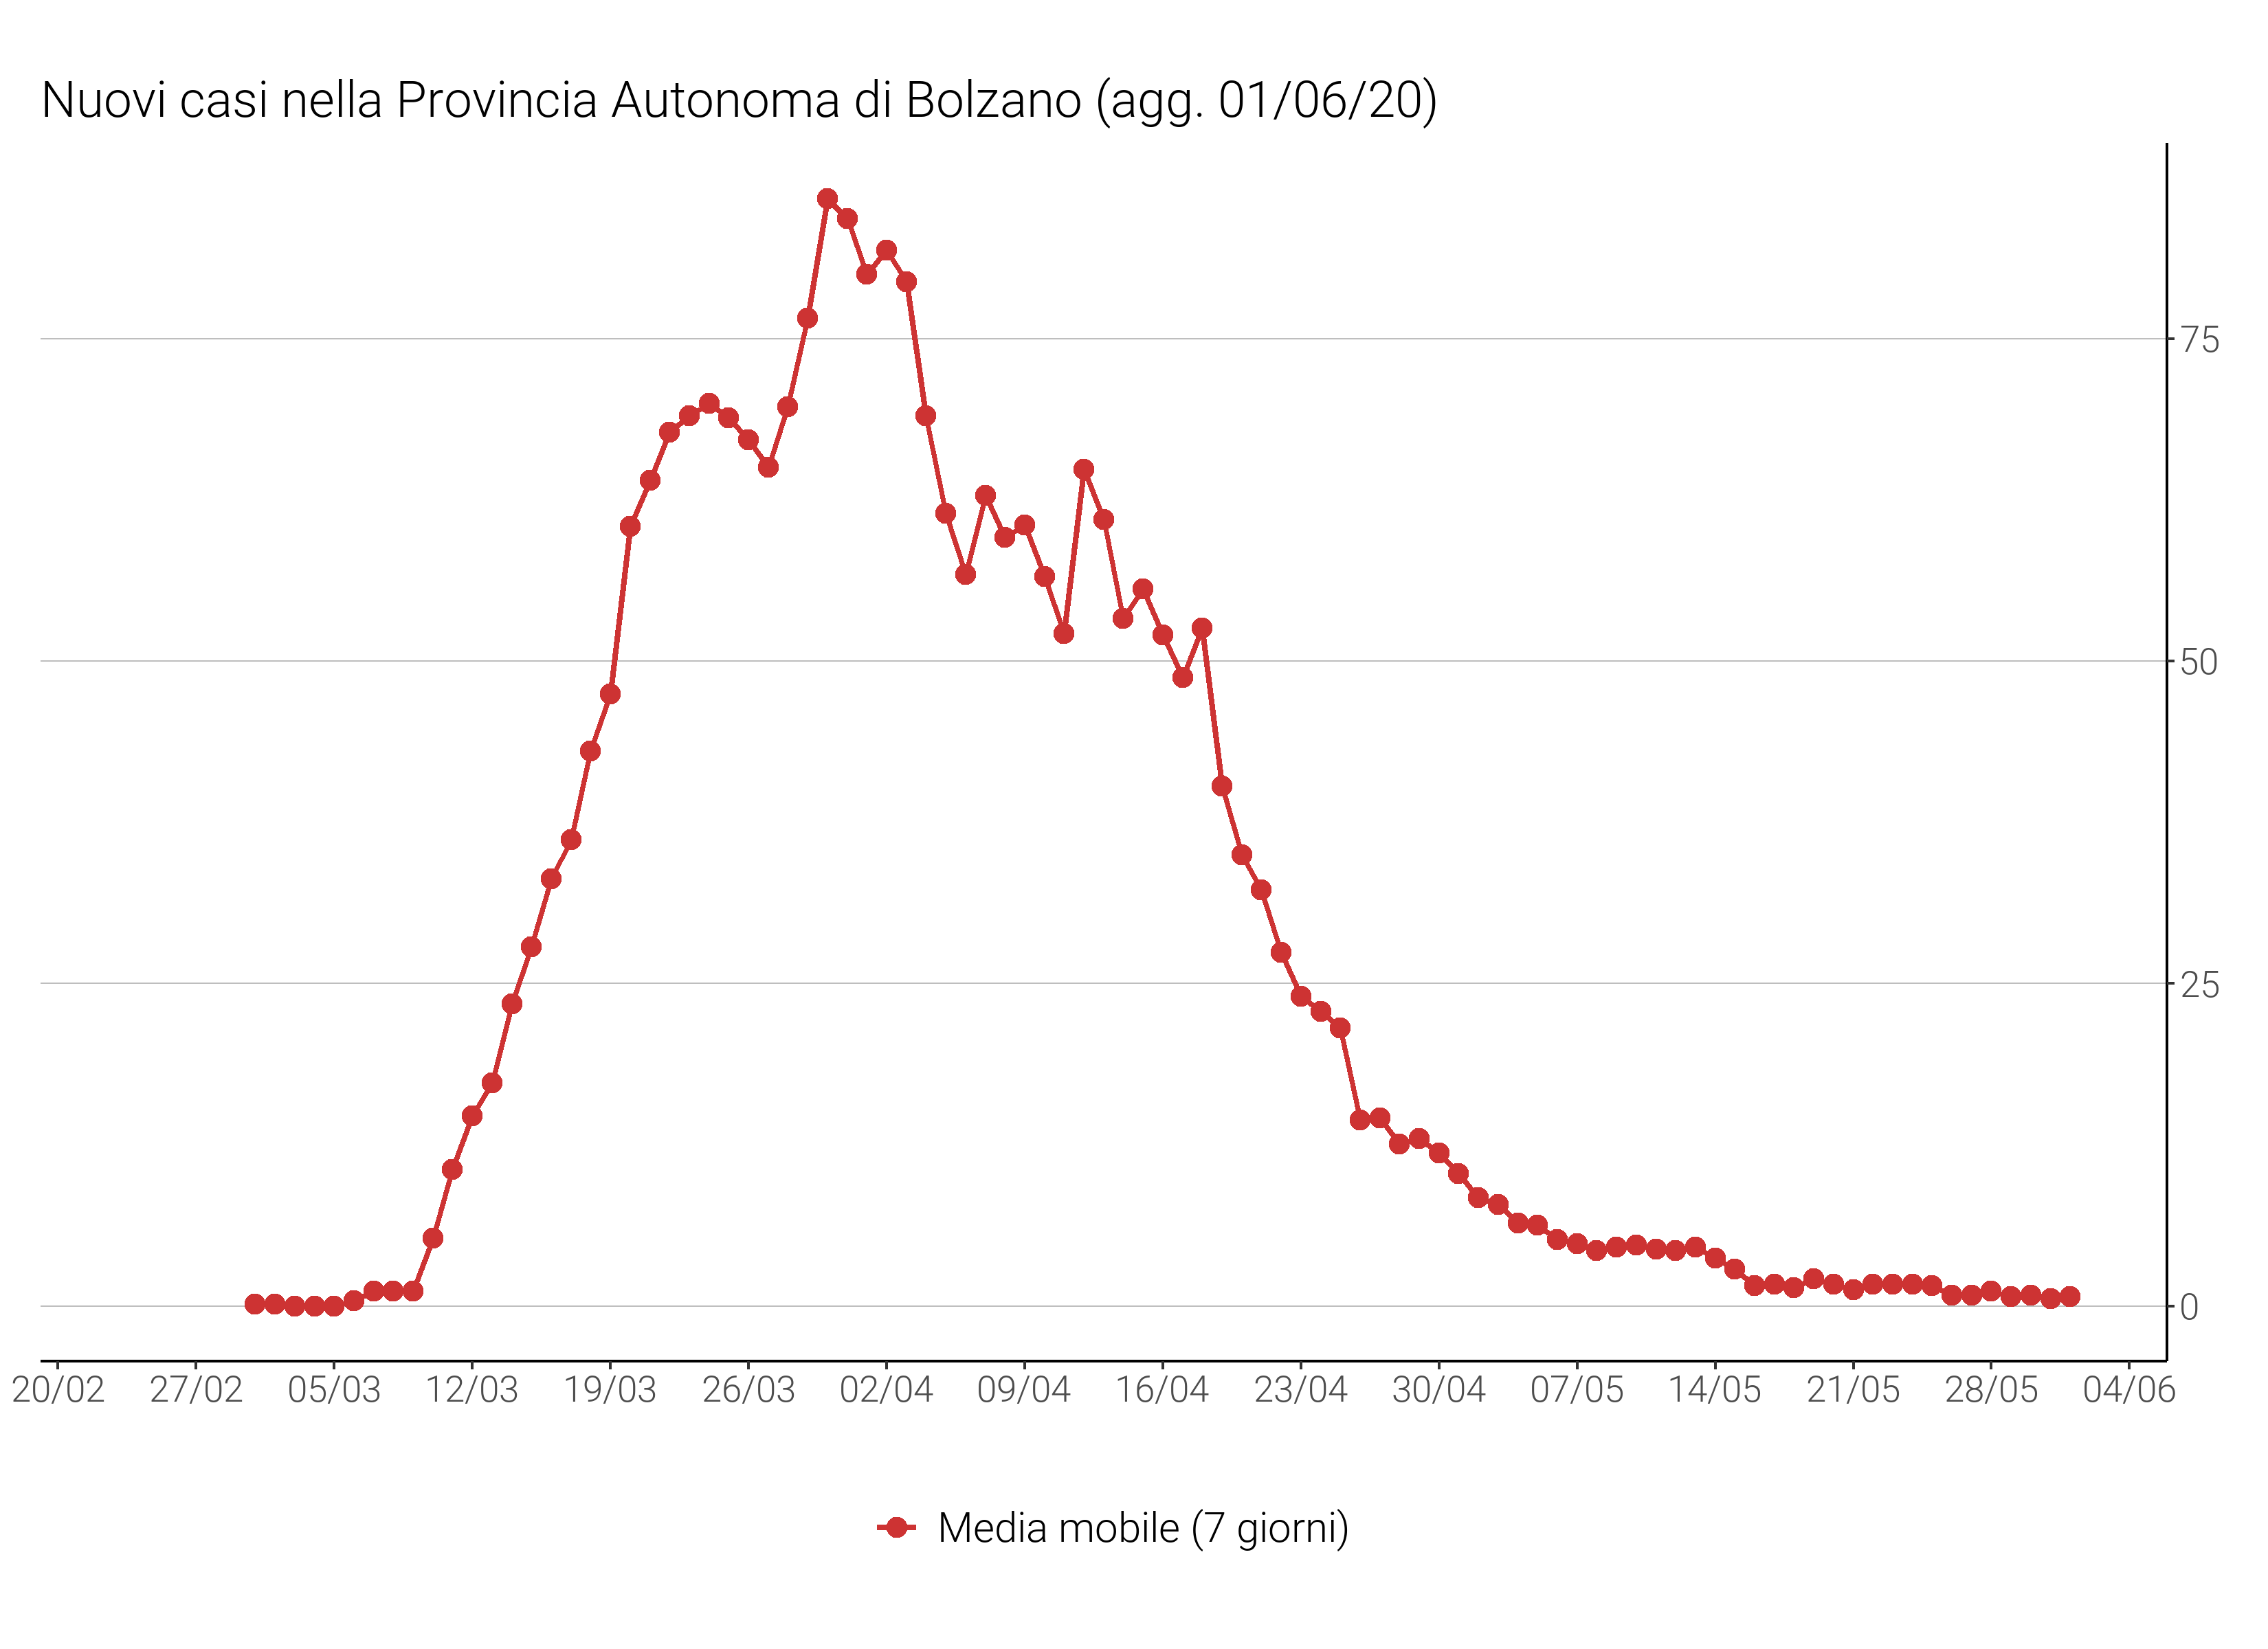 Nuovi casi nella Provincia Autonoma di Bolzano (agg. 01/06/20)
75
50
25
0
20/02 27/02 05/03 12/03 19/03 26/03 02/04 09/04 16/04 23/04 30/04 07/05 14/05 21/05 28/05 04/06
Media mobile (7 giorni)